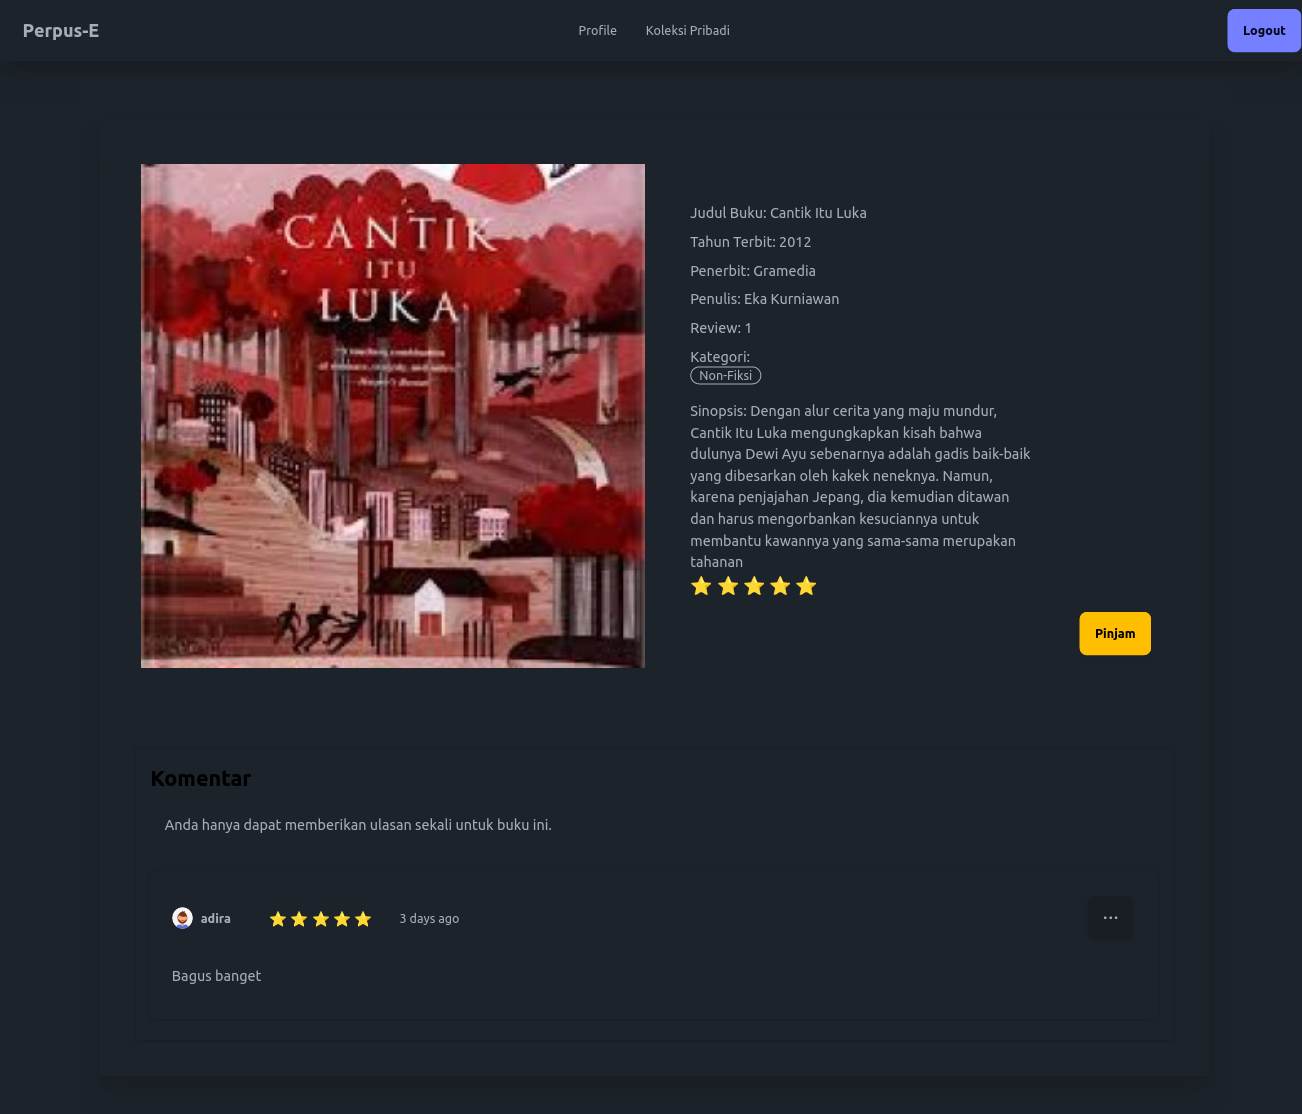 Perpus-E
Profile
Koleksi Pribadi
Logout
CANTIK
ITU
LUKA
Judul Buku: Cantik Itu Luka
Tahun Terbit: 2012
Penerbit: Gramedia
Penulis: Eka Kurniawan
Review: 1
Kategori:
Non-Fiksi
Sinopsis: Dengan alur cerita yang maju mundur,
Cantik Itu Luka mengungkapkan kisah bahwa
dulunya Dewi Ayu sebenarnya adalah gadis baik-baik
yang dibesarkan oleh kakek neneknya. Namun,
karena penjajahan Jepang, dia kemudian ditawan
dan harus mengorbankan kesuciannya untuk
membantu kawannya yang sama-sama merupakan
tahanan
Pinjam
Komentar
Anda hanya dapat memberikan ulasan sekali untuk buku ini.
adira
3 days ago
...
Bagus banget